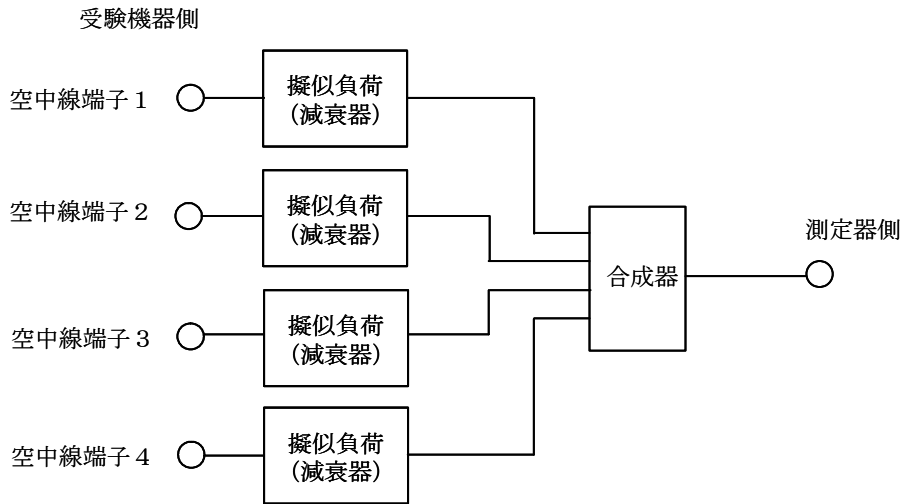 受験機器側
空中線端子1
擬似負荷
(減衰器)
空中線端子2
擬似負荷
(減衰器)
測定器側
合成器
空中線端子3
擬似負荷
(減衰器)
空中線端子4
擬似負荷
(減衰器)